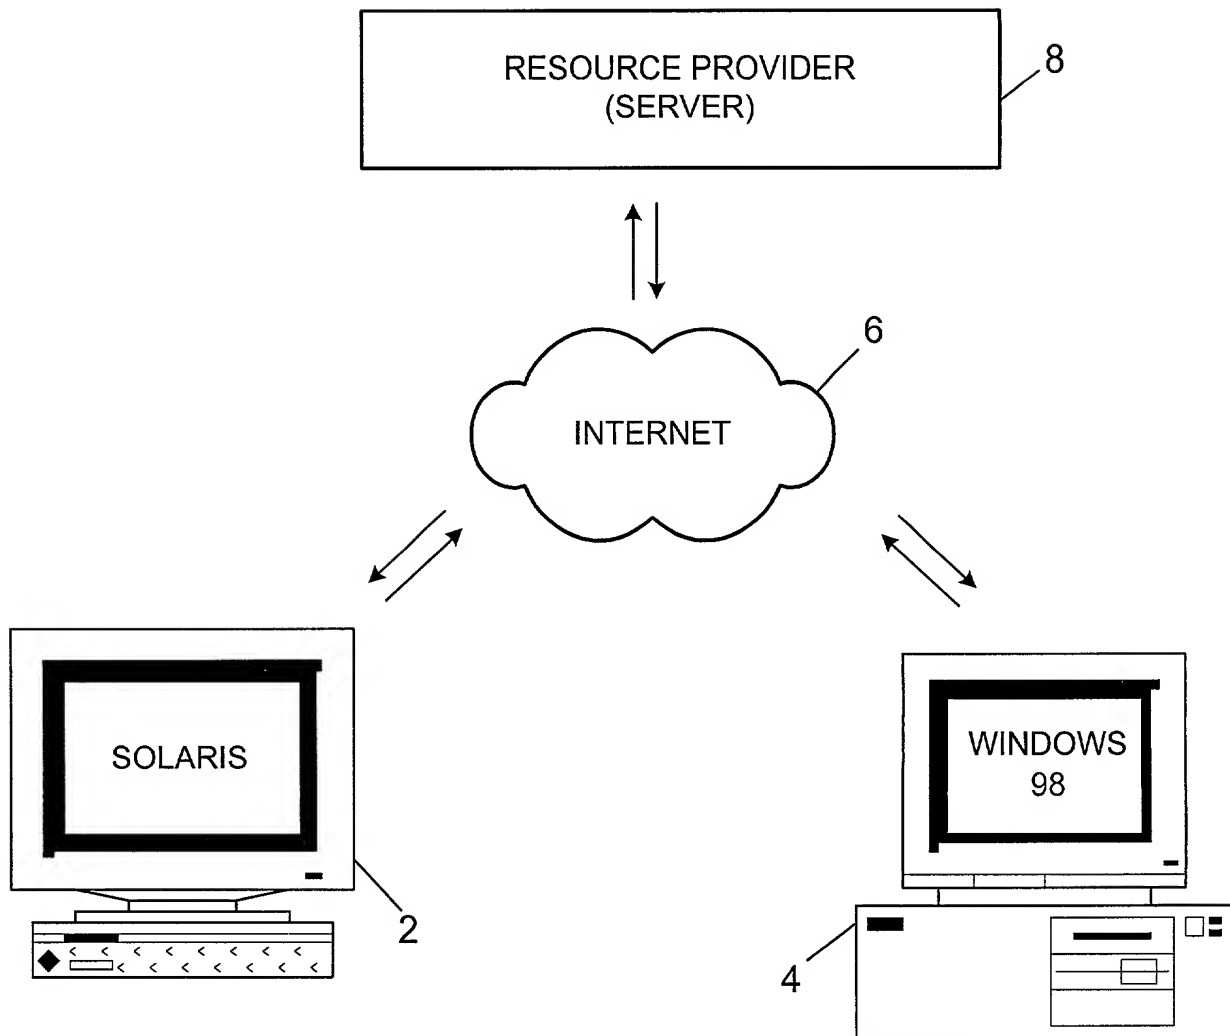 RESOURCE PROVIDER
(SERVER)
8
6
INTERNET
SOLARIS
WINDOWS
98
2
4